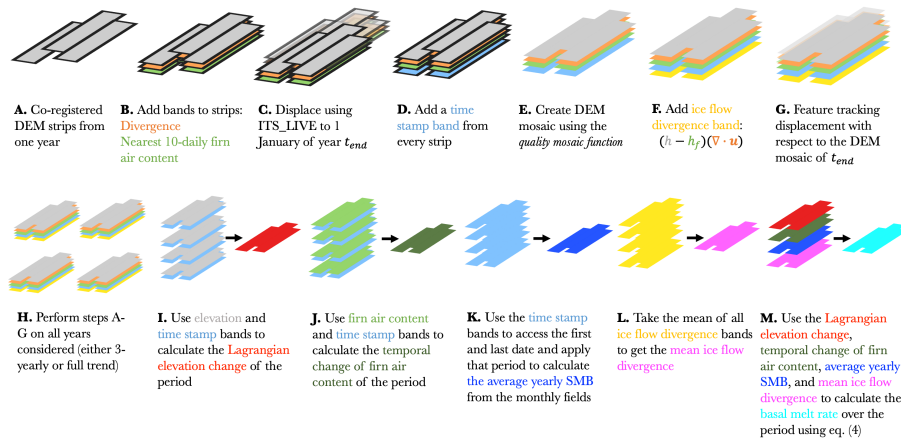 A. Co-registered
DEM strips from
one year
B. Add bands to strips:
Divergence
Nearest 10-daily firn
air content
C. Displace using
ITS_LIVE to 1
January of year t_end
D. Add a time
stamp band from
every strip
E. Create DEM
mosaic using the
quality mosaic function
F. Add ice flow
divergence band:
(h − h_f)(∇ · u)
G. Feature tracking
displacement with
respect to the DEM
mosaic of t_end
H. Perform steps A-
G on all years
considered (either 3-
yearly or full trend)
I. Use elevation and
time stamp bands to
calculate the Lagrangian
elevation change of the
period
J. Use firn air content
and time stamp bands to
calculate the temporal
change of firn air
content of the period
K. Use the time stamp
bands to access the first
and last date and apply
that period to calculate
the average yearly SMB
from the monthly fields
L. Take the mean of all
ice flow divergence bands
to get the mean ice flow
divergence
M. Use the Lagrangian
elevation change,
temporal change of firn
air content, average yearly
SMB, and mean ice flow
divergence to calculate the
basal melt rate over the
period using eq. (4)